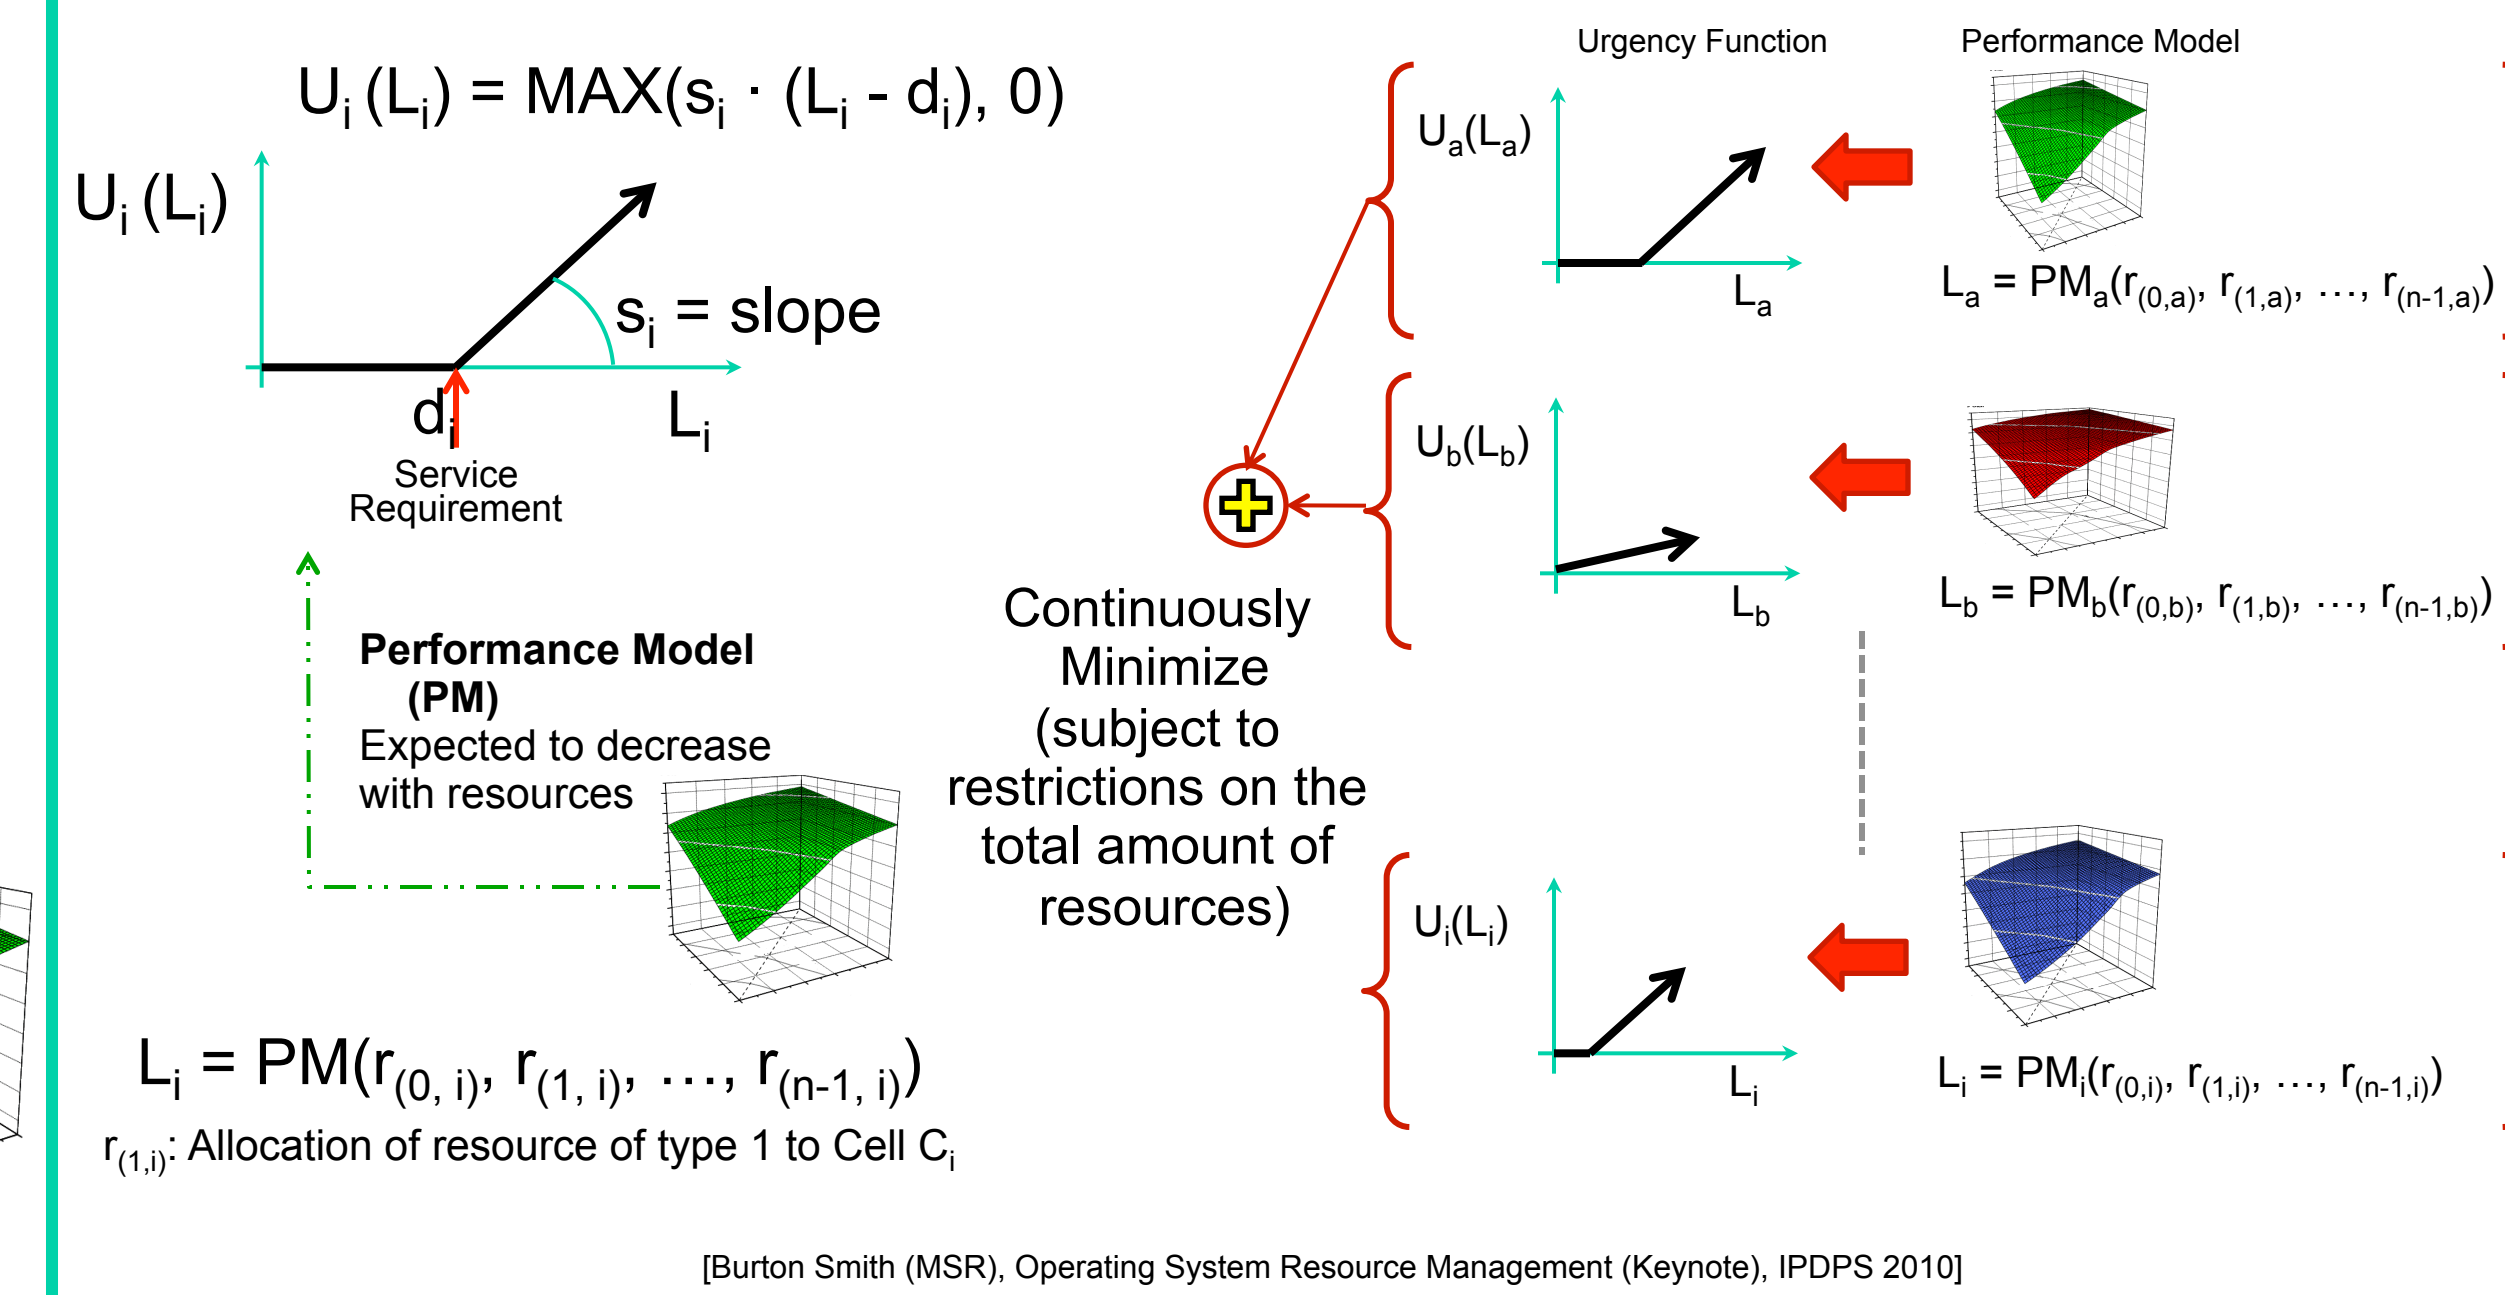 U_i (L_i) = MAX(s_i · (L_i - d_i), 0)
U_i (L_i)
s_i = slope
d_i
L_i
Service
Requirement
Performance Model
(PM)
Expected to decrease
with resources
L_i = PM(r_(0, i), r_(1, i), …, r_(n-1, i))
r_(1,i): Allocation of resource of type 1 to Cell C_i
Continuously
Minimize
(subject to
restrictions on the
total amount of
resources)
Urgency Function
Performance Model
U_a(L_a)
L_a
L_a = PM_a(r_(0,a), r_(1,a), …, r_(n-1,a))
U_b(L_b)
L_b
L_b = PM_b(r_(0,b), r_(1,b), …, r_(n-1,b))
U_i(L_i)
L_i
L_i = PM_i(r_(0,i), r_(1,i), …, r_(n-1,i))
[Burton Smith (MSR), Operating System Resource Management (Keynote), IPDPS 2010]